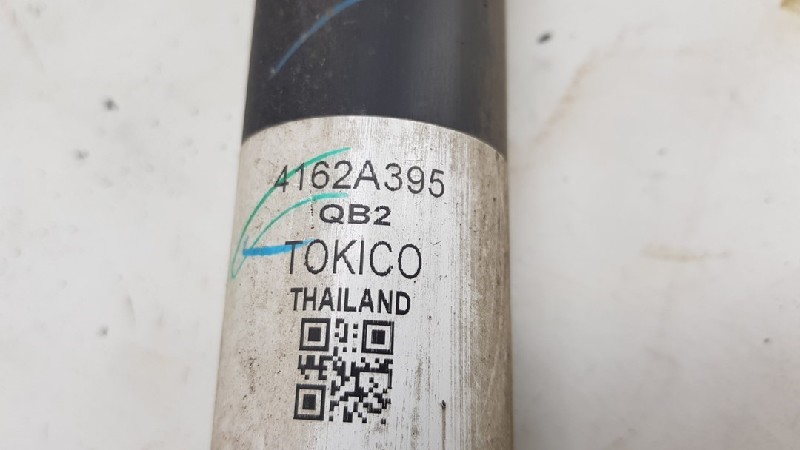 4162A395
QB2
TOKICO
THAILAND